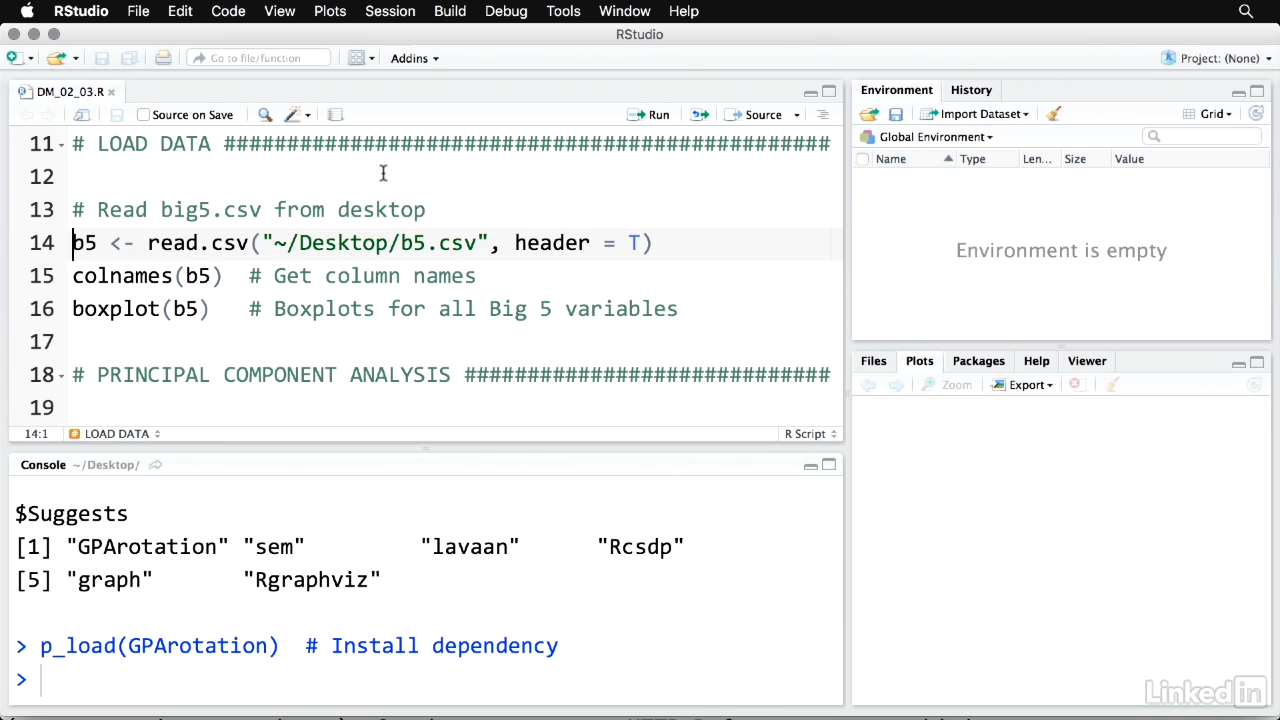 RStudio File Edit Code View Plots Session Build Debug Tools Window Help
RStudio
Go to file/function Addins Project: (None)
DM_02_03.R
Source on Save Run Source
11 # LOAD DATA ################################################
12
13 # Read big5.csv from desktop
14 b5 <- read.csv("~/Desktop/b5.csv", header = T)
15 colnames(b5)  # Get column names
16 boxplot(b5)   # Boxplots for all Big 5 variables
17
18 # PRINCIPAL COMPONENT ANALYSIS #############################
19
14:1 LOAD DATA R Script
Console ~/Desktop/
$Suggests
[1] "GPArotation" "sem"         "lavaan"      "Rcsdp"
[5] "graph"       "Rgraphviz"
> p_load(GPArotation)  # Install dependency
>
Environment History
Import Dataset Grid
Global Environment
Name Type Len... Size Value
Environment is empty
Files Plots Packages Help Viewer
Zoom Export
Linked in